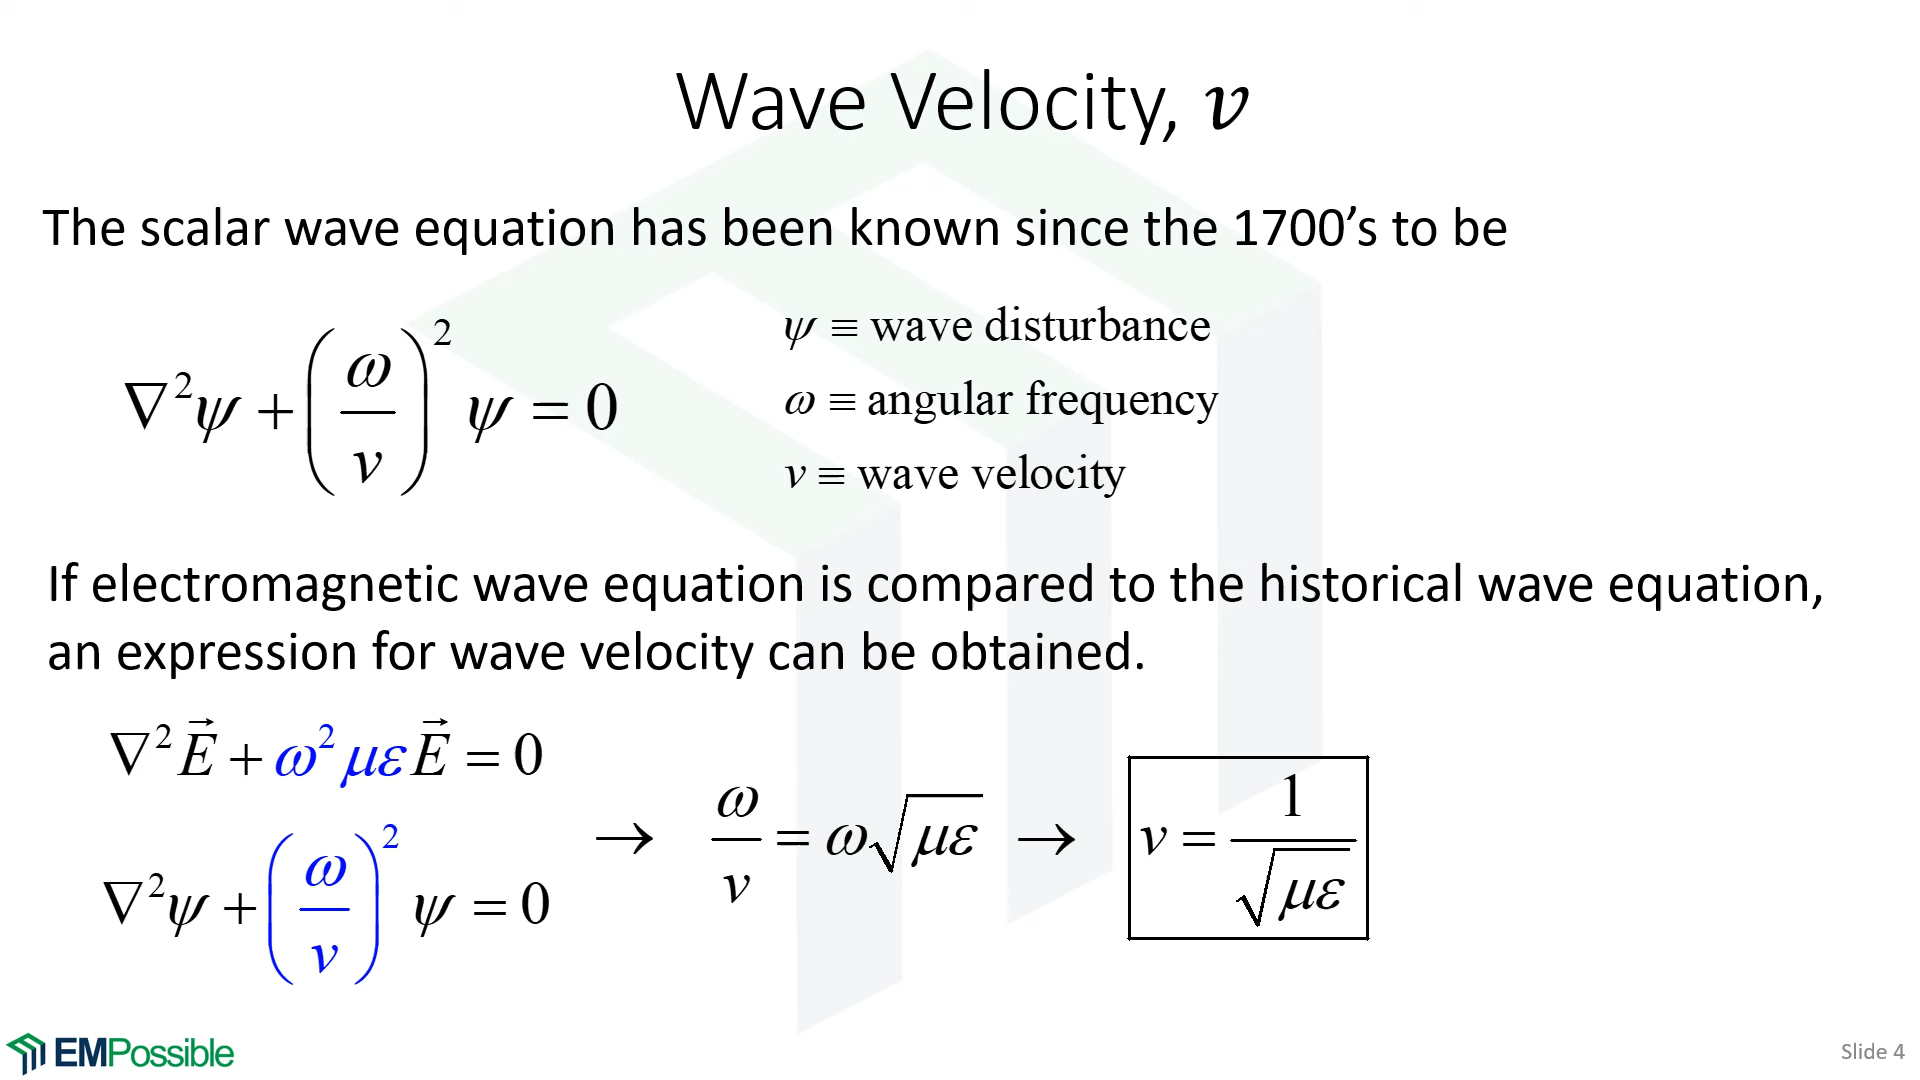 Wave Velocity, 𝑣
The scalar wave equation has been known since the 1700’s to be
∇²ψ + (ω/v)² ψ = 0
ψ ≡ wave disturbance
ω ≡ angular frequency
v ≡ wave velocity
If electromagnetic wave equation is compared to the historical wave equation,
an expression for wave velocity can be obtained.
∇²E⃗ + ω²με E⃗ = 0
∇²ψ + (ω/v)² ψ = 0
→ ω/v = ω√(με) → v = 1/√(με)
EMPossible
Slide 4